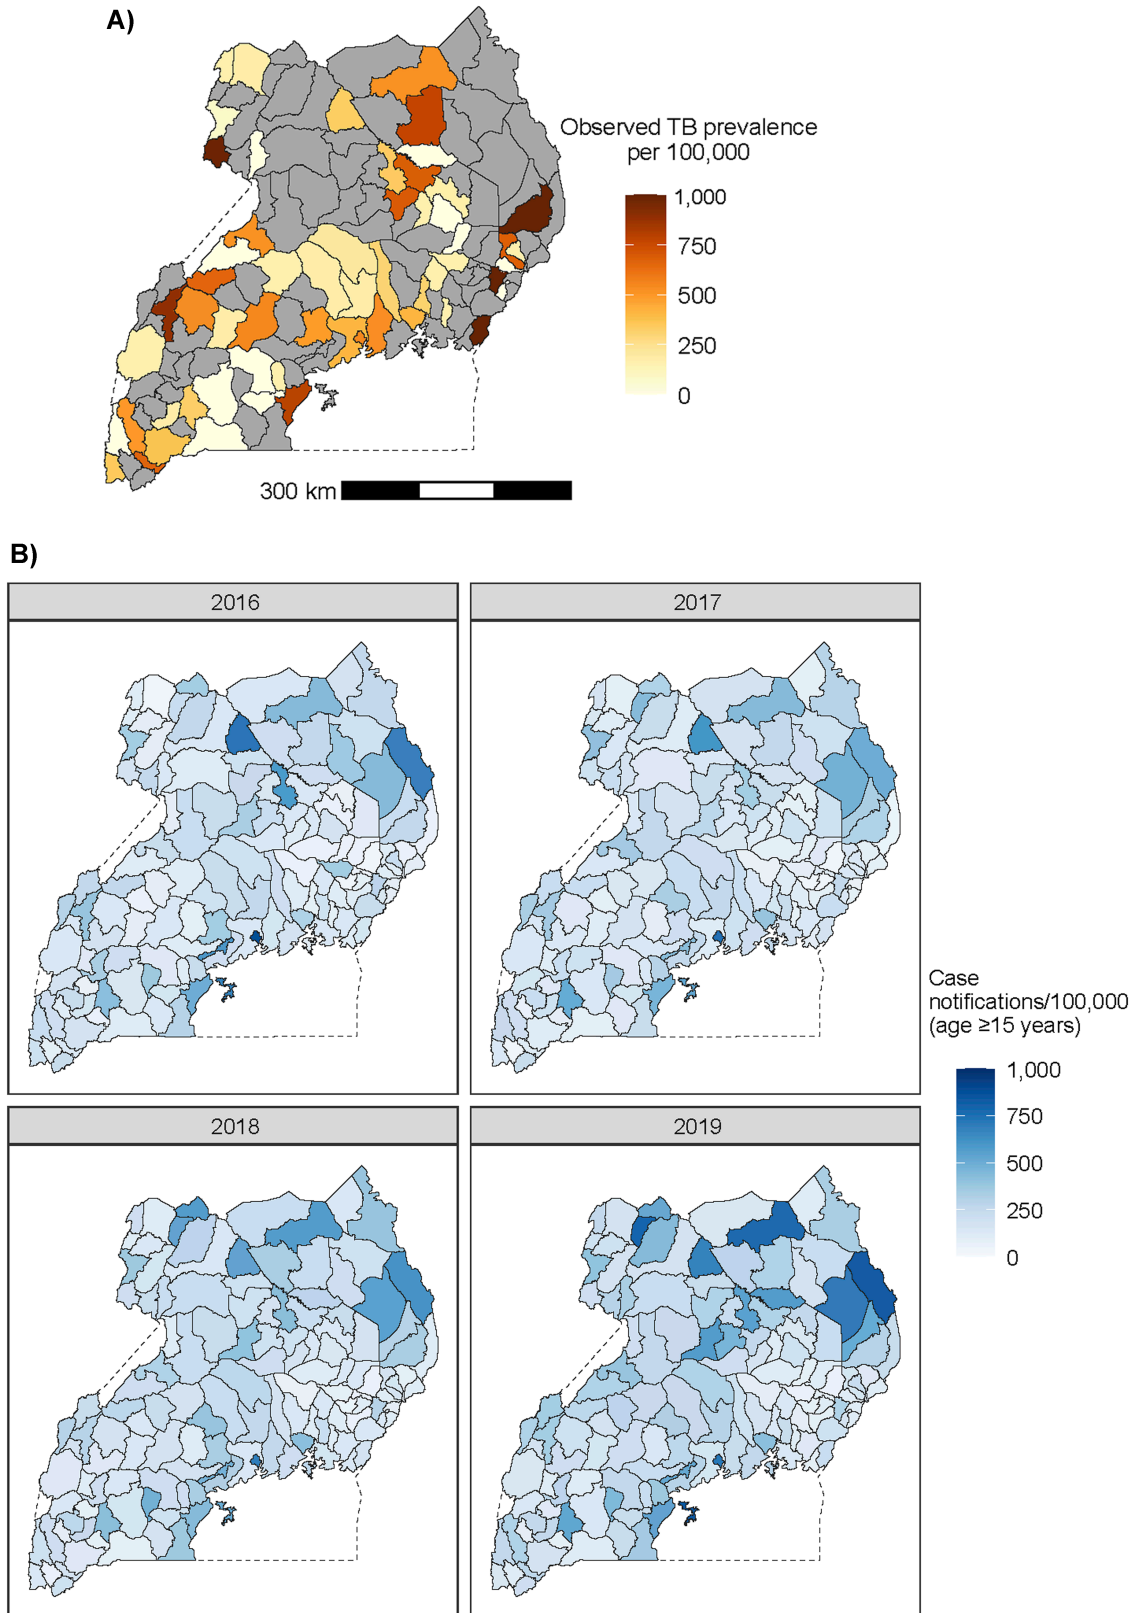 A)
Observed TB prevalence
per 100,000
1,000
750
500
250
0
300 km
B)
2016
2017
Case
notifications/100,000
(age ≥15 years)
1,000
750
500
250
0
2018
2019